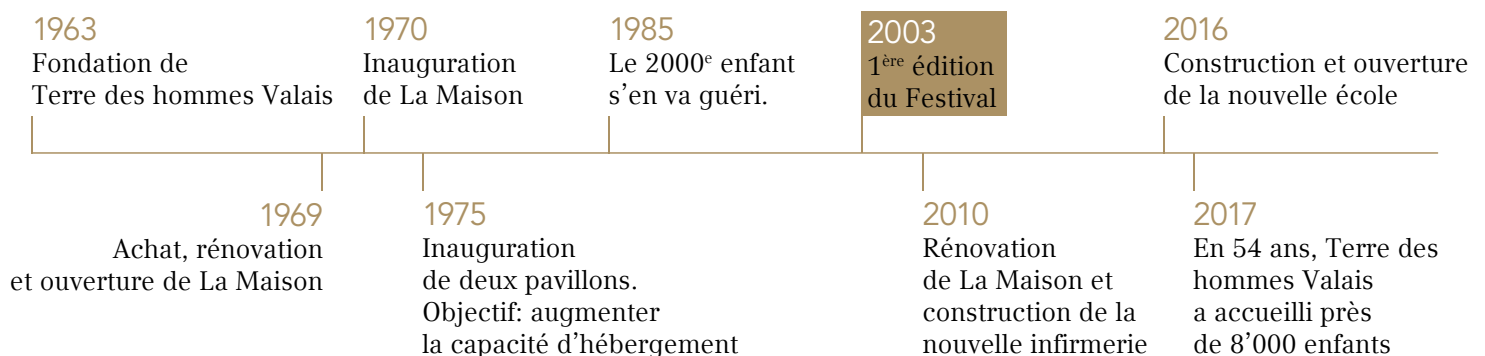 1963
Fondation de
Terre des hommes Valais
1970
Inauguration
de La Maison
1985
Le 2000e enfant
s’en va guéri.
2003
1ère édition
du Festival
2016
Construction et ouverture
de la nouvelle école
1969
Achat, rénovation
et ouverture de La Maison
1975
Inauguration
de deux pavillons.
Objectif: augmenter
la capacité d’hébergement
2010
Rénovation
de La Maison et
construction de la
nouvelle infirmerie
2017
En 54 ans, Terre des
hommes Valais
a accueilli près
de 8’000 enfants